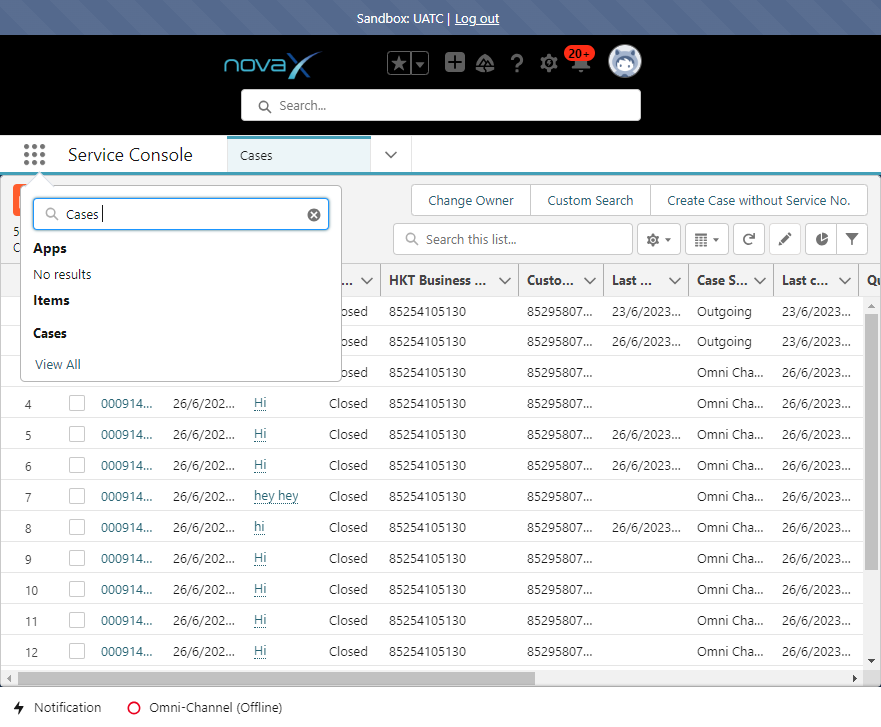 Sandbox: UATC | Log out
novaX
20+
Search...
Service Console
Cases
Change Owner
Custom Search
Create Case without Service No.
Cases
Search this list...
Apps
No results
Items
Cases
View All
HKT Business ... Custo... Last ... Case S... Last c...
Closed 85254105130 85295807... 23/6/2023... Outgoing 23/6/2023...
85254105130 85295807... 26/6/2023... Outgoing 23/6/2023...
85254105130 85295807... Omni Cha... 26/6/2023...
4 000914... 26/6/202... Hi Closed 85254105130 85295807... Omni Cha... 26/6/2023...
5 000914... 26/6/202... Hi Closed 85254105130 85295807... 26/6/2023... Omni Cha... 26/6/2023...
6 000914... 26/6/202... Hi Closed 85254105130 85295807... 26/6/2023... Omni Cha... 26/6/2023...
7 000914... 26/6/202... hey hey Closed 85254105130 85295807... Omni Cha... 26/6/2023...
8 000914... 26/6/202... hi Closed 85254105130 85295807... 26/6/2023... Omni Cha... 26/6/2023...
9 000914... 26/6/202... Hi Closed 85254105130 85295807... Omni Cha... 26/6/2023...
10 000914... 26/6/202... Hi Closed 85254105130 85295807... Omni Cha... 26/6/2023...
11 000914... 26/6/202... Hi Closed 85254105130 85295807... Omni Cha... 26/6/2023...
12 000914... 26/6/202... Hi Closed 85254105130 85295807... Omni Cha... 26/6/2023...
Notification
Omni-Channel (Offline)